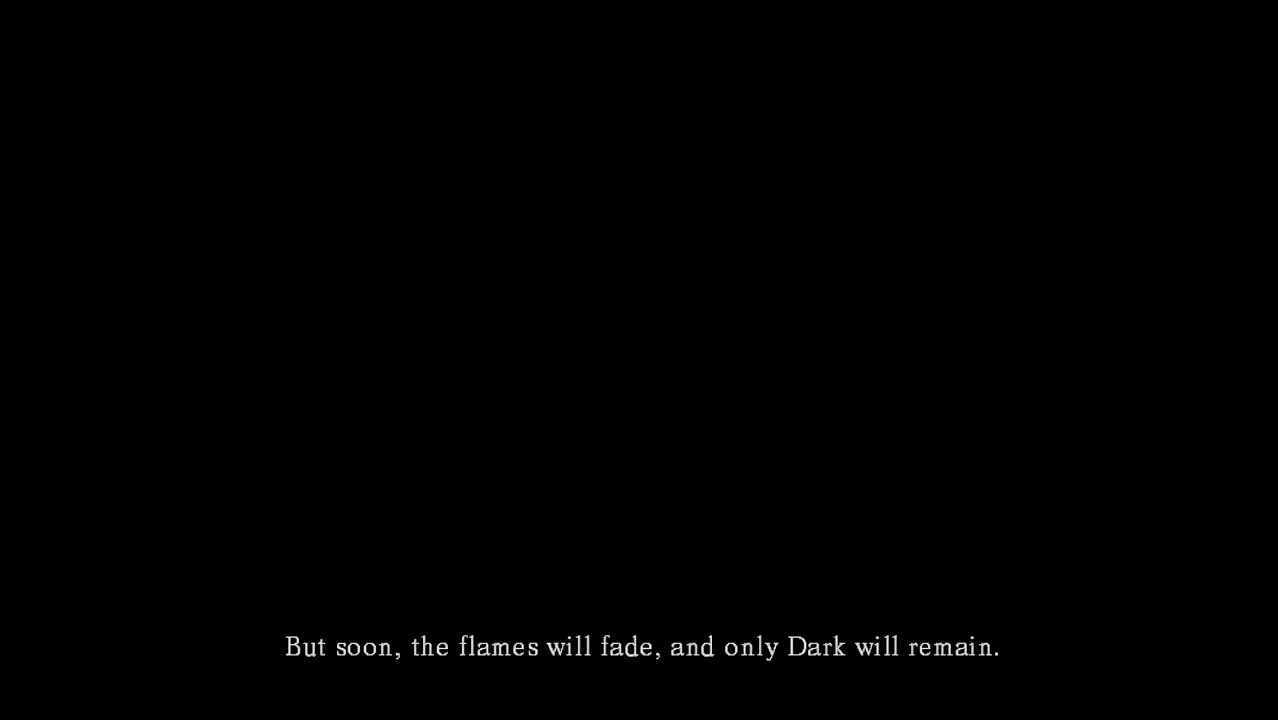 But soon, the flames will fade, and only Dark will remain.